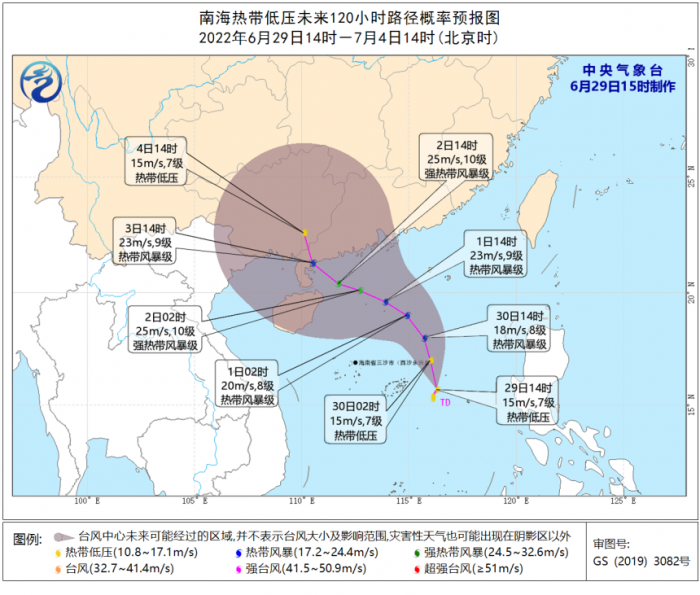 南海热带低压未来120小时路径概率预报图
2022年6月29日14时－7月4日14时(北京时)
中央气象台
6月29日15时制作
30°N
25°N
20°N
15°N
4日14时
15m/s,7级
热带低压
2日14时
25m/s,10级
强热带风暴级
3日14时
23m/s,9级
热带风暴级
1日14时
23m/s,9级
热带风暴级
2日02时
25m/s,10级
强热带风暴级
30日14时
18m/s,8级
热带风暴级
1日02时
20m/s,8级
热带风暴级
海南省三沙市（西沙永兴岛）
30日02时
15m/s,7级
热带低压
29日14时
15m/s,7级
热带低压
TD
100° E
105° E
110° E
115° E
120° E
125° E
图例:
台风中心未来可能经过的区域,并不表示台风大小及影响范围,灾害性天气也可能出现在阴影区以外
热带低压(10.8~17.1m/s) 热带风暴(17.2~24.4m/s) 强热带风暴(24.5~32.6m/s)
台风(32.7~41.4m/s) 强台风(41.5~50.9m/s) 超强台风(≥51m/s)
审图号:
GS (2019) 3082号